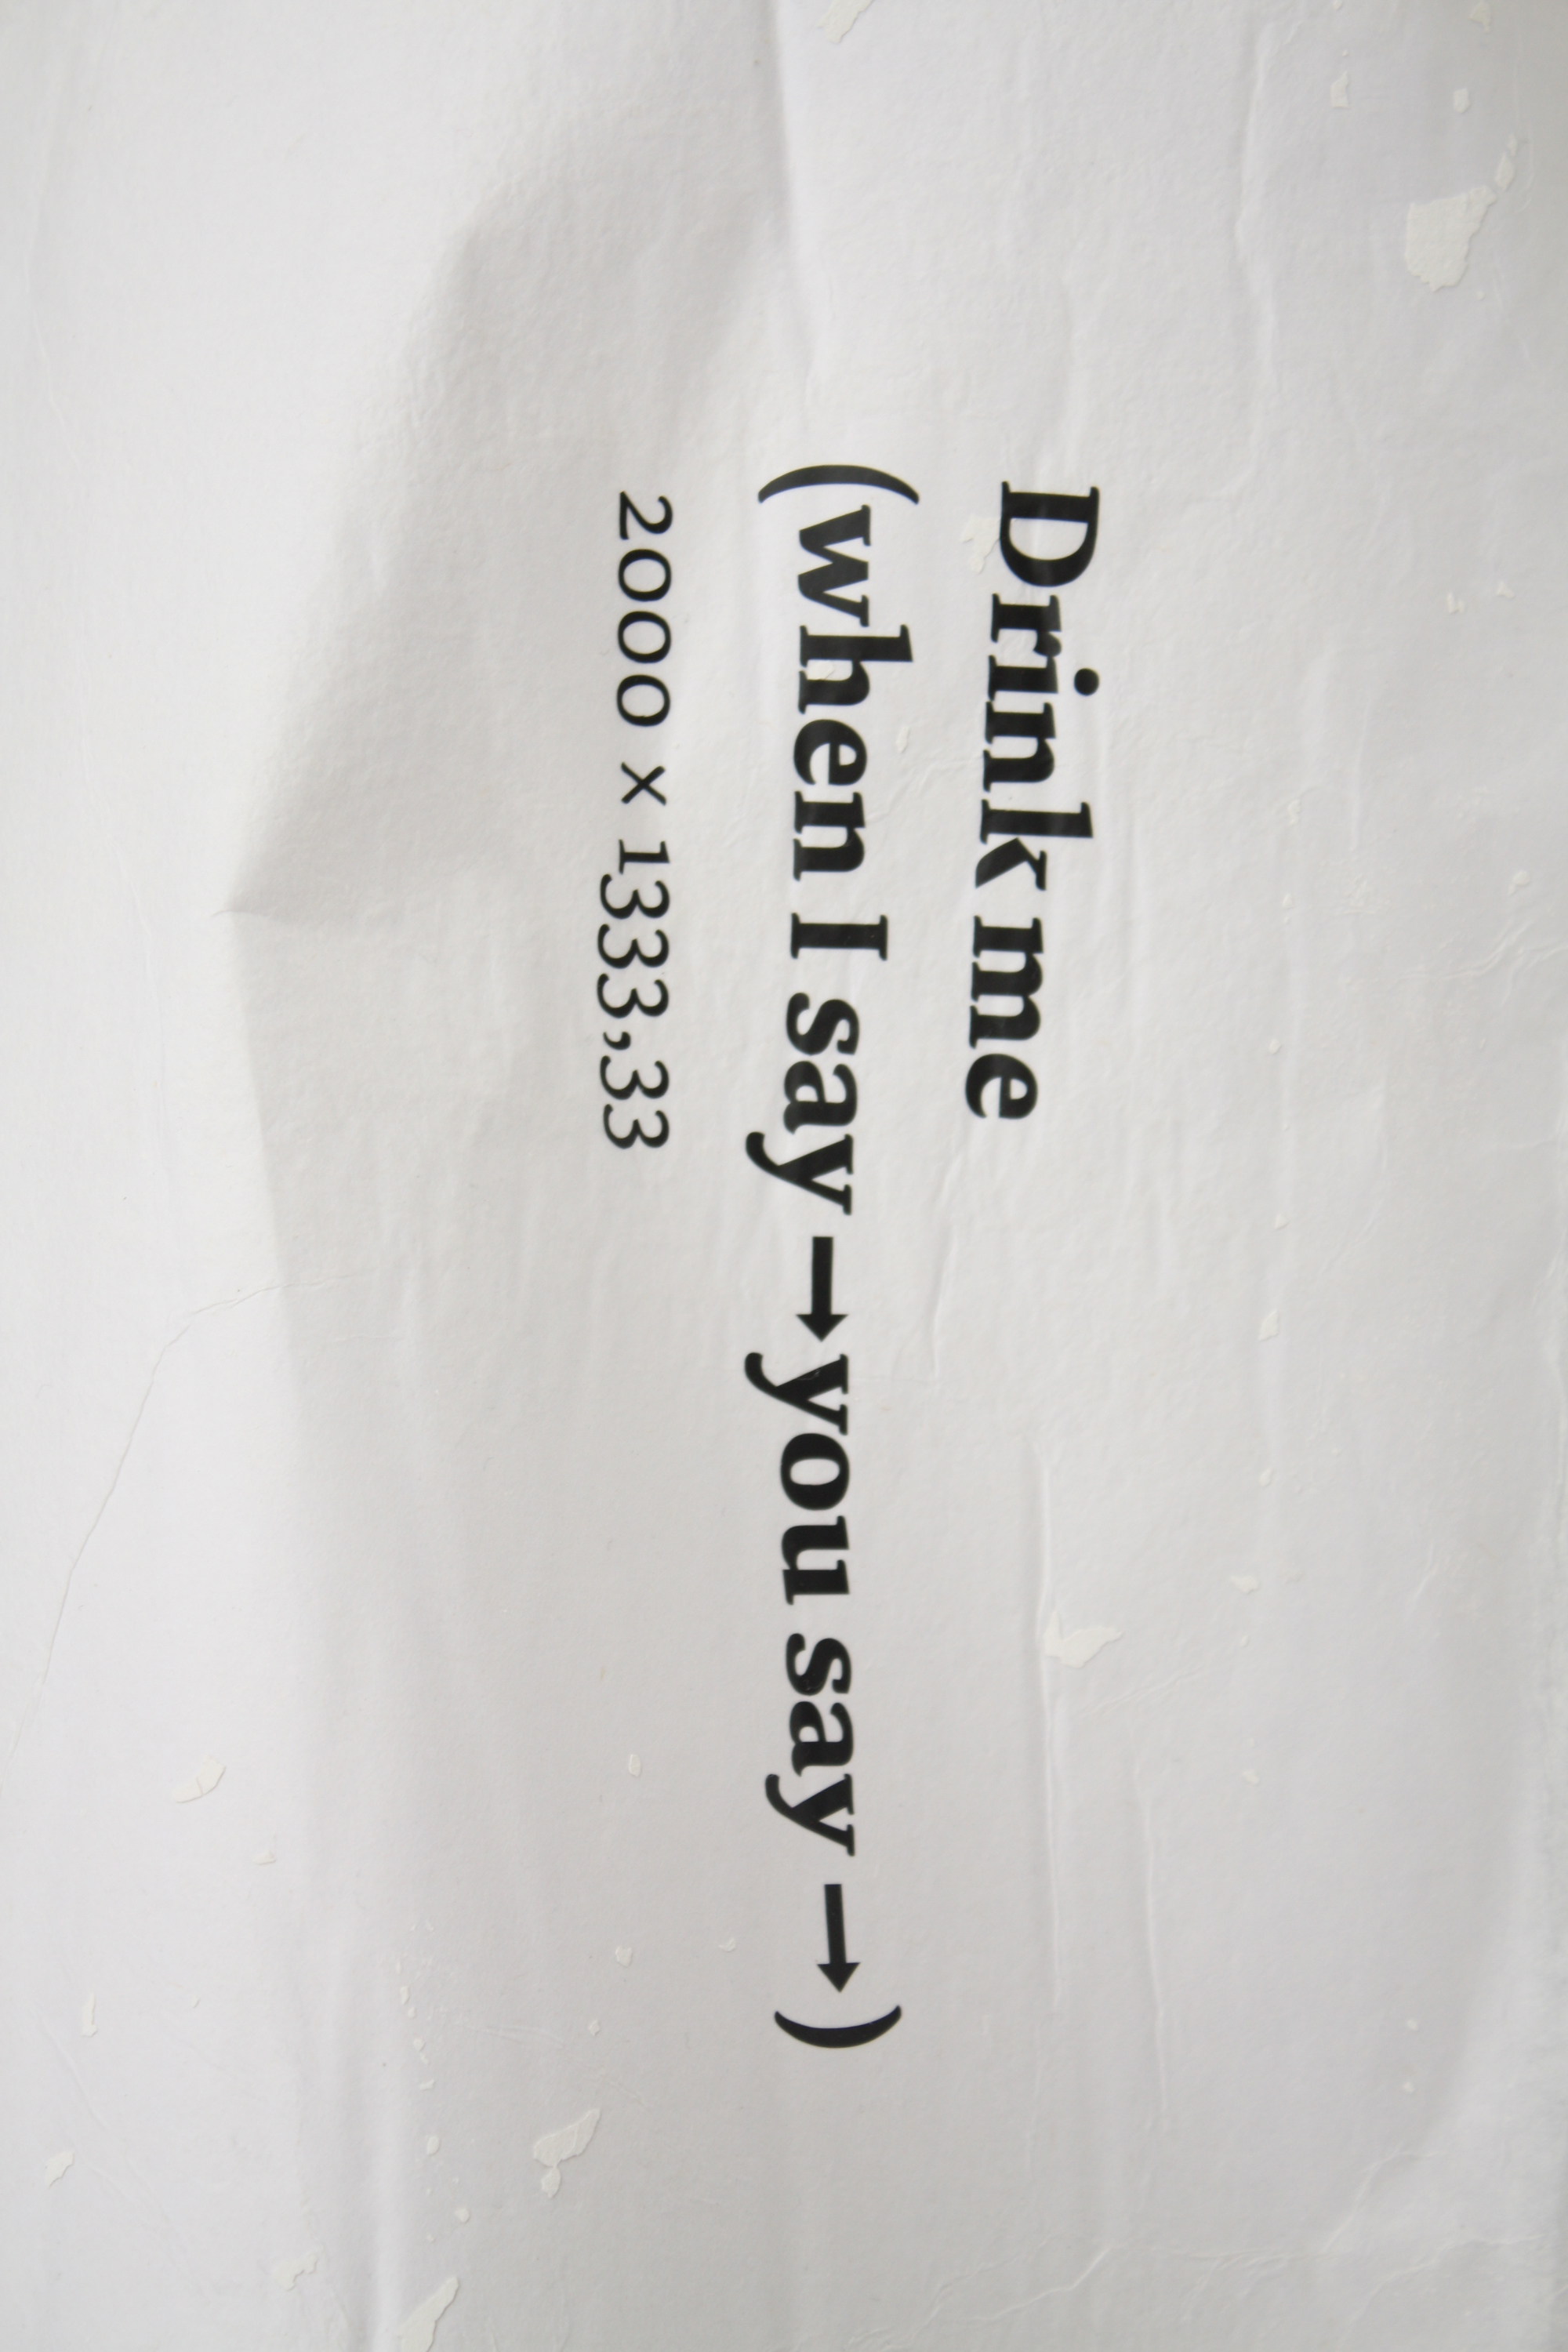 Drink me
(when I say → you say →)
2000 x 1333,33